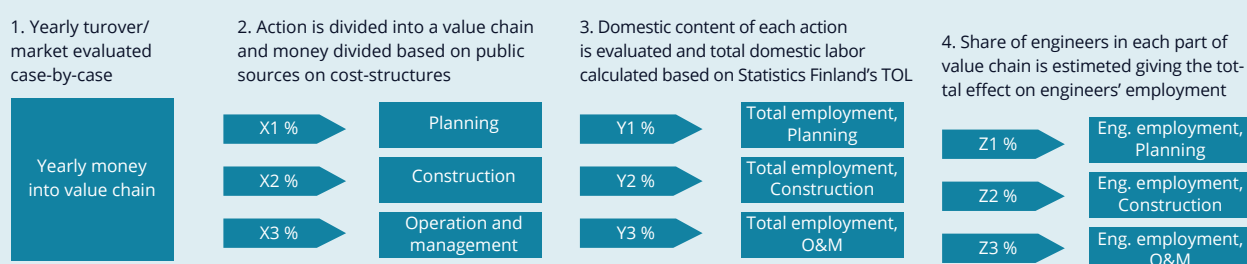 1. Yearly turover/
market evaluated
case-by-case
Yearly money
into value chain
2. Action is divided into a value chain
and money divided based on public
sources on cost-structures
X1 %
Planning
X2 %
Construction
X3 %
Operation and
management
3. Domestic content of each action
is evaluated and total domestic labor
calculated based on Statistics Finland’s TOL
Y1 %
Total employment,
Planning
Y2 %
Total employment,
Construction
Y3 %
Total employment,
O&M
4. Share of engineers in each part of
value chain is estimeted giving the tot-
tal effect on engineers’ employment
Z1 %
Eng. employment,
Planning
Z2 %
Eng. employment,
Construction
Z3 %
Eng. employment,
O&M